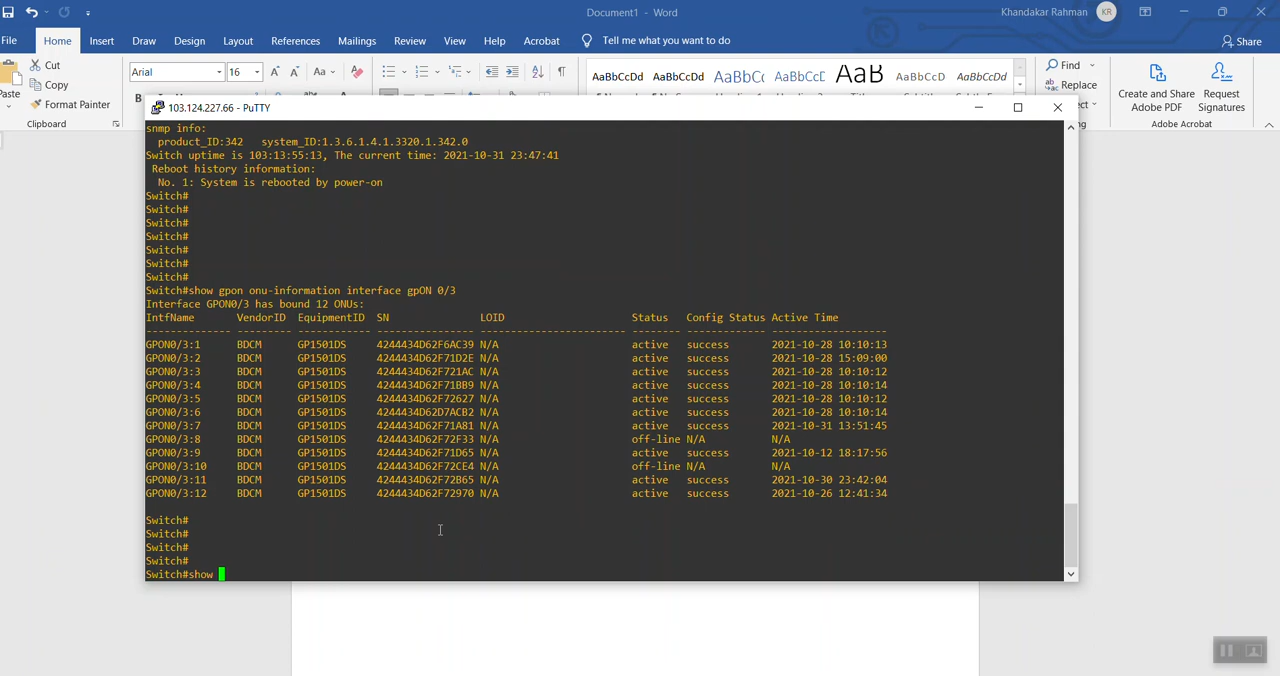 Document1 - Word
Khandakar Rahman
KR
File Home Insert Draw Design Layout References Mailings Review View Help Acrobat Tell me what you want to do Share
Paste
Cut
Copy
Format Painter
Clipboard
Arial 16
B
AaBbCcDd AaBbCcDd AaBbC AaBbCcD AaB AaBbCcD AaBbCcDd
Find
Replace
Create and Share Adobe PDF
Request Signatures
Adobe Acrobat
103.124.227.66 - PuTTY
snmp info:
product_ID:342 system_ID:1.3.6.1.4.1.3320.1.342.0
Switch uptime is 103:13:55:13, The current time: 2021-10-31 23:47:41
Reboot history information:
No. 1: System is rebooted by power-on
Switch#
Switch#
Switch#
Switch#
Switch#
Switch#
Switch#
Switch#show gpon onu-information interface gpON 0/3
Interface GPON0/3 has bound 12 ONUs:
IntfName VendorID EquipmentID SN LOID Status Config Status Active Time
-------------- --------- ----------- ---------------- ------------------------ -------- ------------- -------------------
GPON0/3:1 BDCM GP1501DS 4244434D62F6AC39 N/A active success 2021-10-28 10:10:13
GPON0/3:2 BDCM GP1501DS 4244434D62F71D2E N/A active success 2021-10-28 15:09:00
GPON0/3:3 BDCM GP1501DS 4244434D62F721AC N/A active success 2021-10-28 10:10:12
GPON0/3:4 BDCM GP1501DS 4244434D62F71BB9 N/A active success 2021-10-28 10:10:14
GPON0/3:5 BDCM GP1501DS 4244434D62F72627 N/A active success 2021-10-28 10:10:12
GPON0/3:6 BDCM GP1501DS 4244434D62D7ACB2 N/A active success 2021-10-28 10:10:14
GPON0/3:7 BDCM GP1501DS 4244434D62F71A81 N/A active success 2021-10-31 13:51:45
GPON0/3:8 BDCM GP1501DS 4244434D62F72F33 N/A off-line N/A N/A
GPON0/3:9 BDCM GP1501DS 4244434D62F71D65 N/A active success 2021-10-12 18:17:56
GPON0/3:10 BDCM GP1501DS 4244434D62F72CE4 N/A off-line N/A N/A
GPON0/3:11 BDCM GP1501DS 4244434D62F72B65 N/A active success 2021-10-30 23:42:04
GPON0/3:12 BDCM GP1501DS 4244434D62F72970 N/A active success 2021-10-26 12:41:34
Switch#
Switch#
Switch#
Switch#
Switch#show